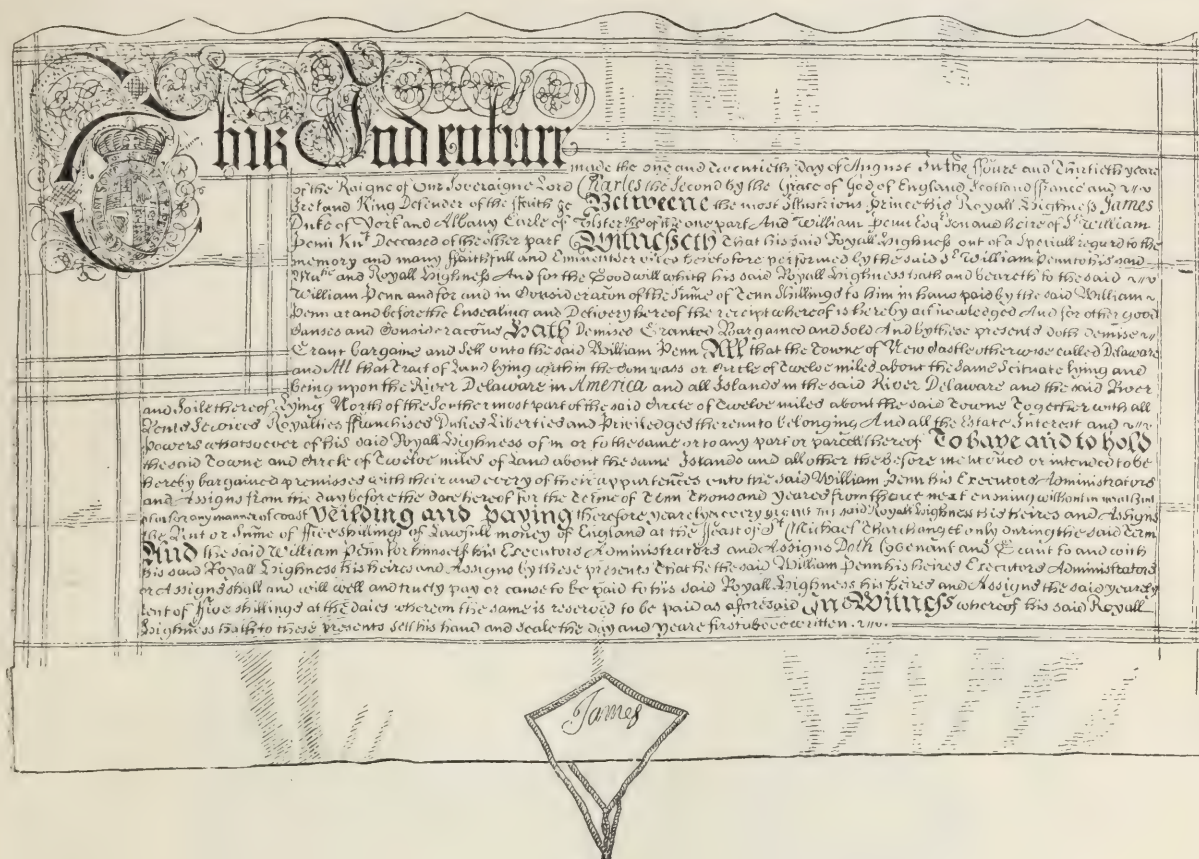 This Indenture
made the one and Twentieth day of August In the ffoure and Thirtieth yeare
of the Raigne of Our Soveraigne Lord Charles the Second by the Grace of God of England Scotland ffrance and
Ireland King Defender of the ffaith &c Betweene the most Illustrious Prince his Royall Highness James
Duke of York and Albany Earle of Ulster &c of the one part And William Penn Esqr Son and heire of Sr William
Penn Knt Deceased of the other part Witnesseth That his said Royall Highness out of a Speciall regard to the
memory and many ffaithfull and Eminent services heretofore performed by the said Sr William Penn to his said
Matie and Royall Highness And for the Goodwill which his said Royall Highness hath and beareth to the said
William Penn and for and in Consideracon of the Sume of Tenn Shillings to him in hand paid by the said William
Penn at and before the Ensealing and Delivery hereof the receipt whereof is hereby acknowledged And for other good
Causes and Consideracons Hath Demised Granted Bargained and Sold And by these presents doth demise
Grant bargaine and Sell unto the said William Penn All that the Towne of New Castle otherwise called Delaware
and All that Tract of Land lying within the Compass or Circle of Twelve miles about the same Scituate lying and
being upon the River Delaware in America and all Islands in the said River Delaware and the said River
and Soile thereof Lying North of the Southermost part of the said Circle of Twelve miles about the said Towne Together with all
Rents Services Royalties ffranchises Duties Liberties and Priviledges thereunto belonging And all the Estate Interest and
Powers whatsoever of his said Royall Highness of in or to the same or to any part or parcell thereof To have and to hold
the said Towne and Circle of Twelve miles of Land about the same Islands and all other the Before mentioned or intended to be
hereby bargained premisses with their and every of their appurtences unto the said William Penn his Executors Administrators
and Assigns from the day before the date hereof for the Terme of Tenn Thousand Yeares from thence next ensuing without
for any manner of Yeilding and Paying therefore yearly & every yeare his said Royall Highness his heires and Assigns
the Rint or Sume of ffive shillings of Lawfull money of England at the ffeast of St Michael Tharchangel only during the said Term
And the said William Penn for himself his Executors Administrators and Assigns Doth Covenant and Grant to and with
his said Royall Highness his heires and Assigns by these presents That he the said William Penn his heires Executors Administrators
or Assigns shall and will well and truely pay or cause to be paid to his said Royall Highness his heires and Assigns the said yearely
rent of ffive shillings at the Daies whereon the same is reserved to be paid as aforesaid In Witness whereof his said Royall
Highness hath to these presents Sett his hand and Seale the day and yeare first above written
James